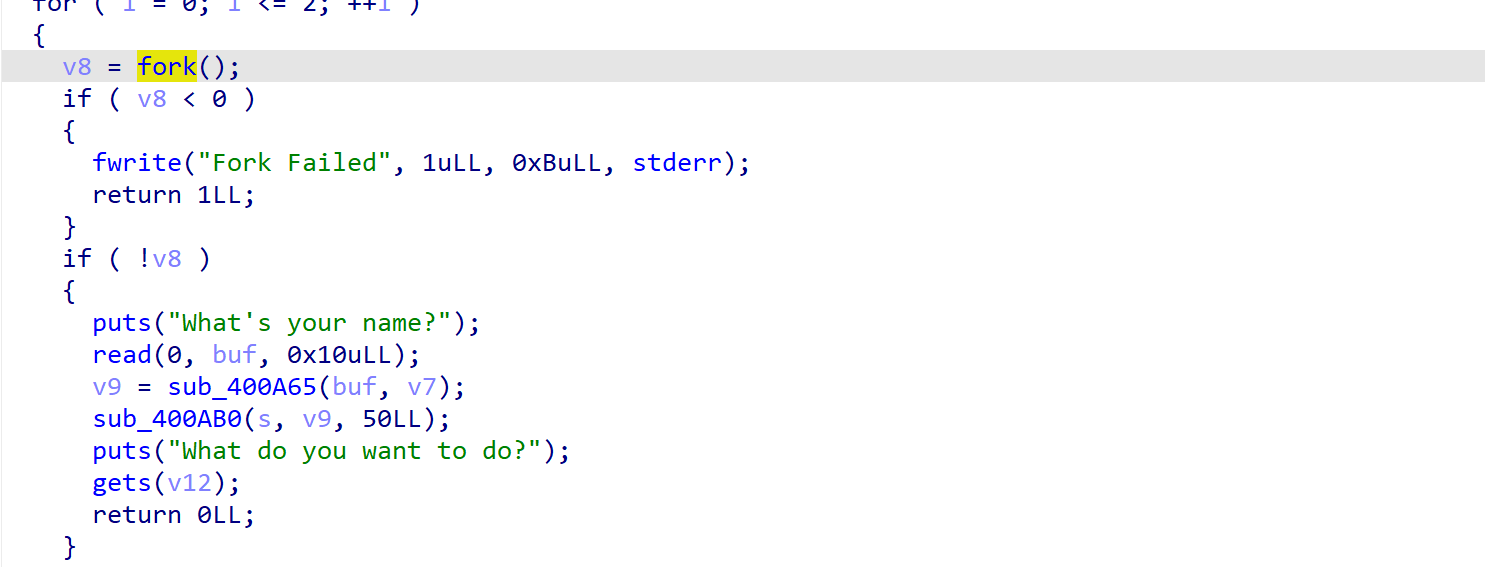 for ( i = 0; i <= 2; ++i )
{
v8 = fork();
if ( v8 < 0 )
{
fwrite("Fork Failed", 1uLL, 0xBuLL, stderr);
return 1LL;
}
if ( !v8 )
{
puts("What's your name?");
read(0, buf, 0x10uLL);
v9 = sub_400A65(buf, v7);
sub_400AB0(s, v9, 50LL);
puts("What do you want to do?");
gets(v12);
return 0LL;
}